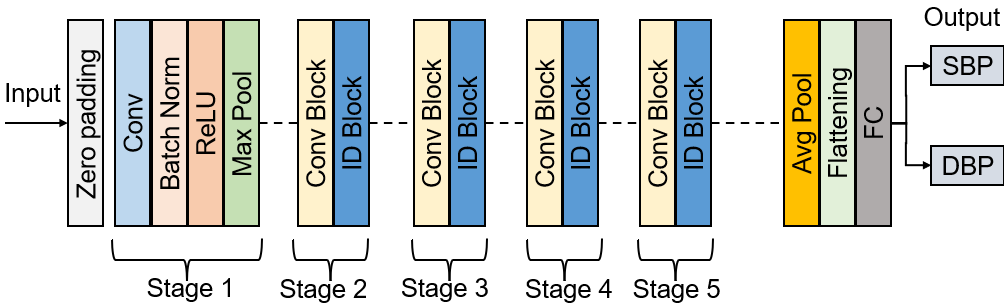 Input
Zero padding
Conv
Batch Norm
ReLU
Max Pool
Stage 1
Conv Block
ID Block
Stage 2
Conv Block
ID Block
Stage 3
Conv Block
ID Block
Stage 4
Conv Block
ID Block
Stage 5
Avg Pool
Flattening
FC
Output
SBP
DBP